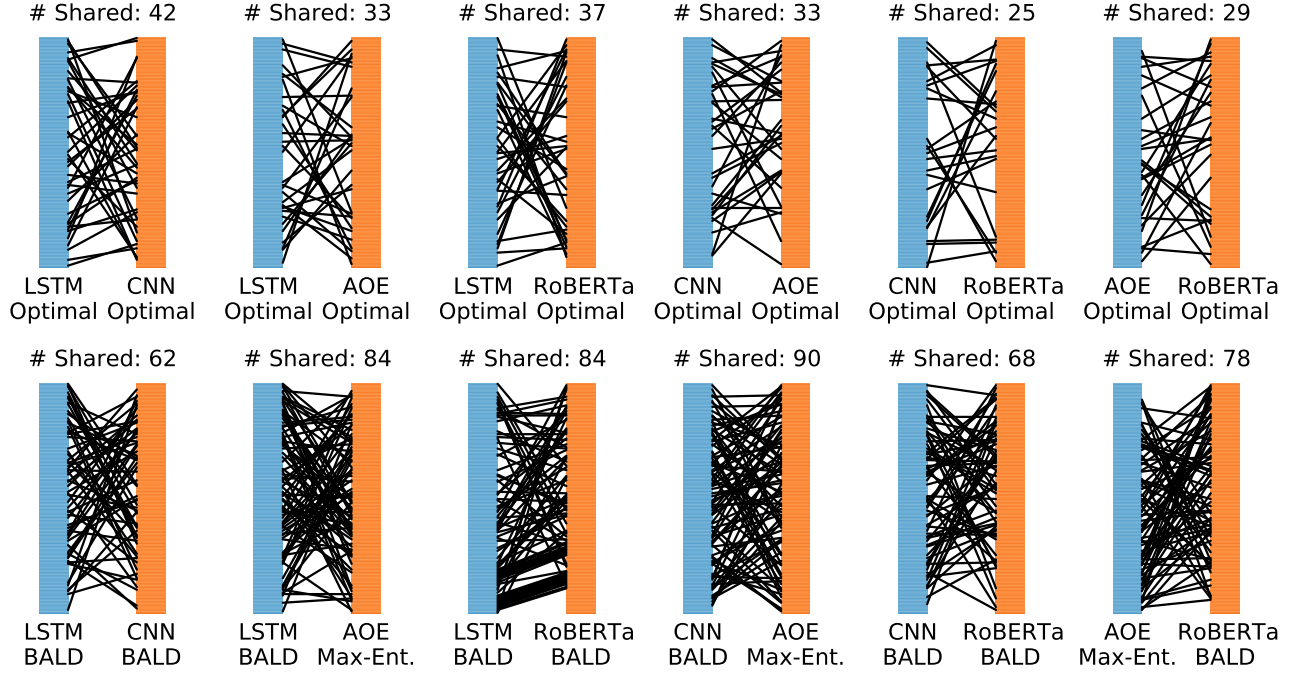 # Shared: 42
# Shared: 33
# Shared: 37
# Shared: 33
# Shared: 25
# Shared: 29
LSTM CNN
Optimal Optimal
LSTM AOE
Optimal Optimal
LSTM RoBERTa
Optimal Optimal
CNN AOE
Optimal Optimal
CNN RoBERTa
Optimal Optimal
AOE RoBERTa
Optimal Optimal
# Shared: 62
# Shared: 84
# Shared: 84
# Shared: 90
# Shared: 68
# Shared: 78
LSTM CNN
BALD BALD
LSTM AOE
BALD Max-Ent.
LSTM RoBERTa
BALD BALD
CNN AOE
BALD Max-Ent.
CNN RoBERTa
BALD BALD
AOE RoBERTa
Max-Ent. BALD